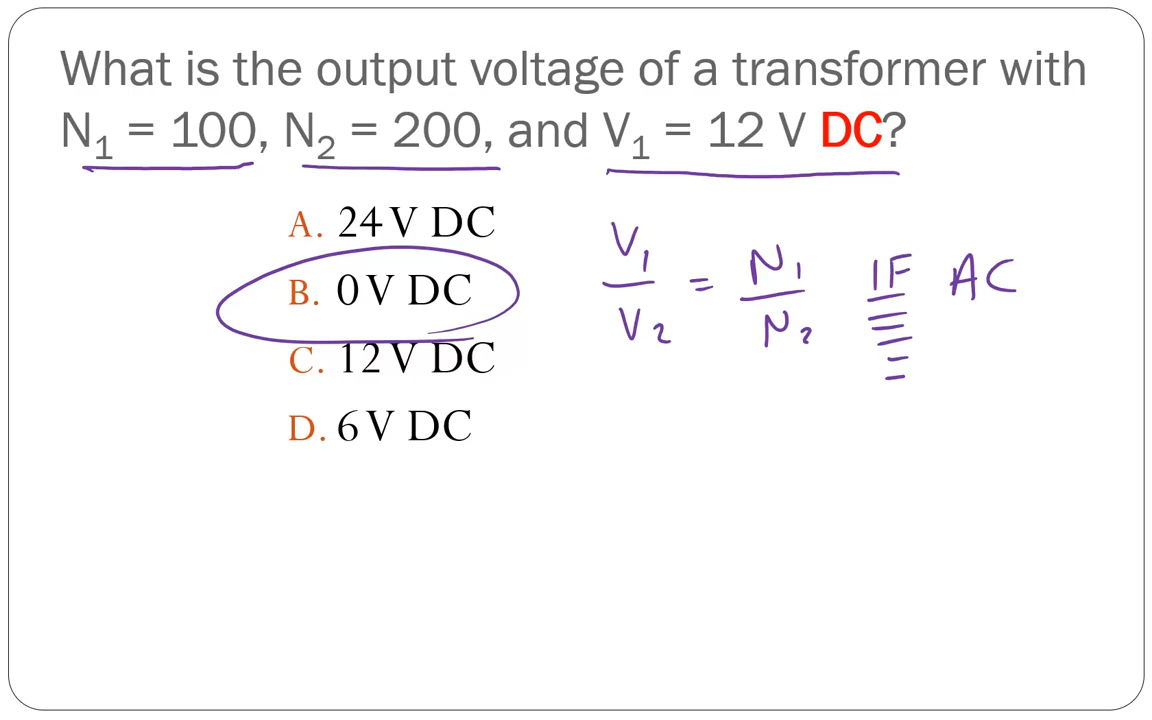 What is the output voltage of a transformer with
N₁ = 100, N₂ = 200, and V₁ = 12 V DC?
A. 24 V DC
B. 0 V DC
C. 12 V DC
D. 6 V DC
V₁/V₂ = N₁/N₂ IF AC